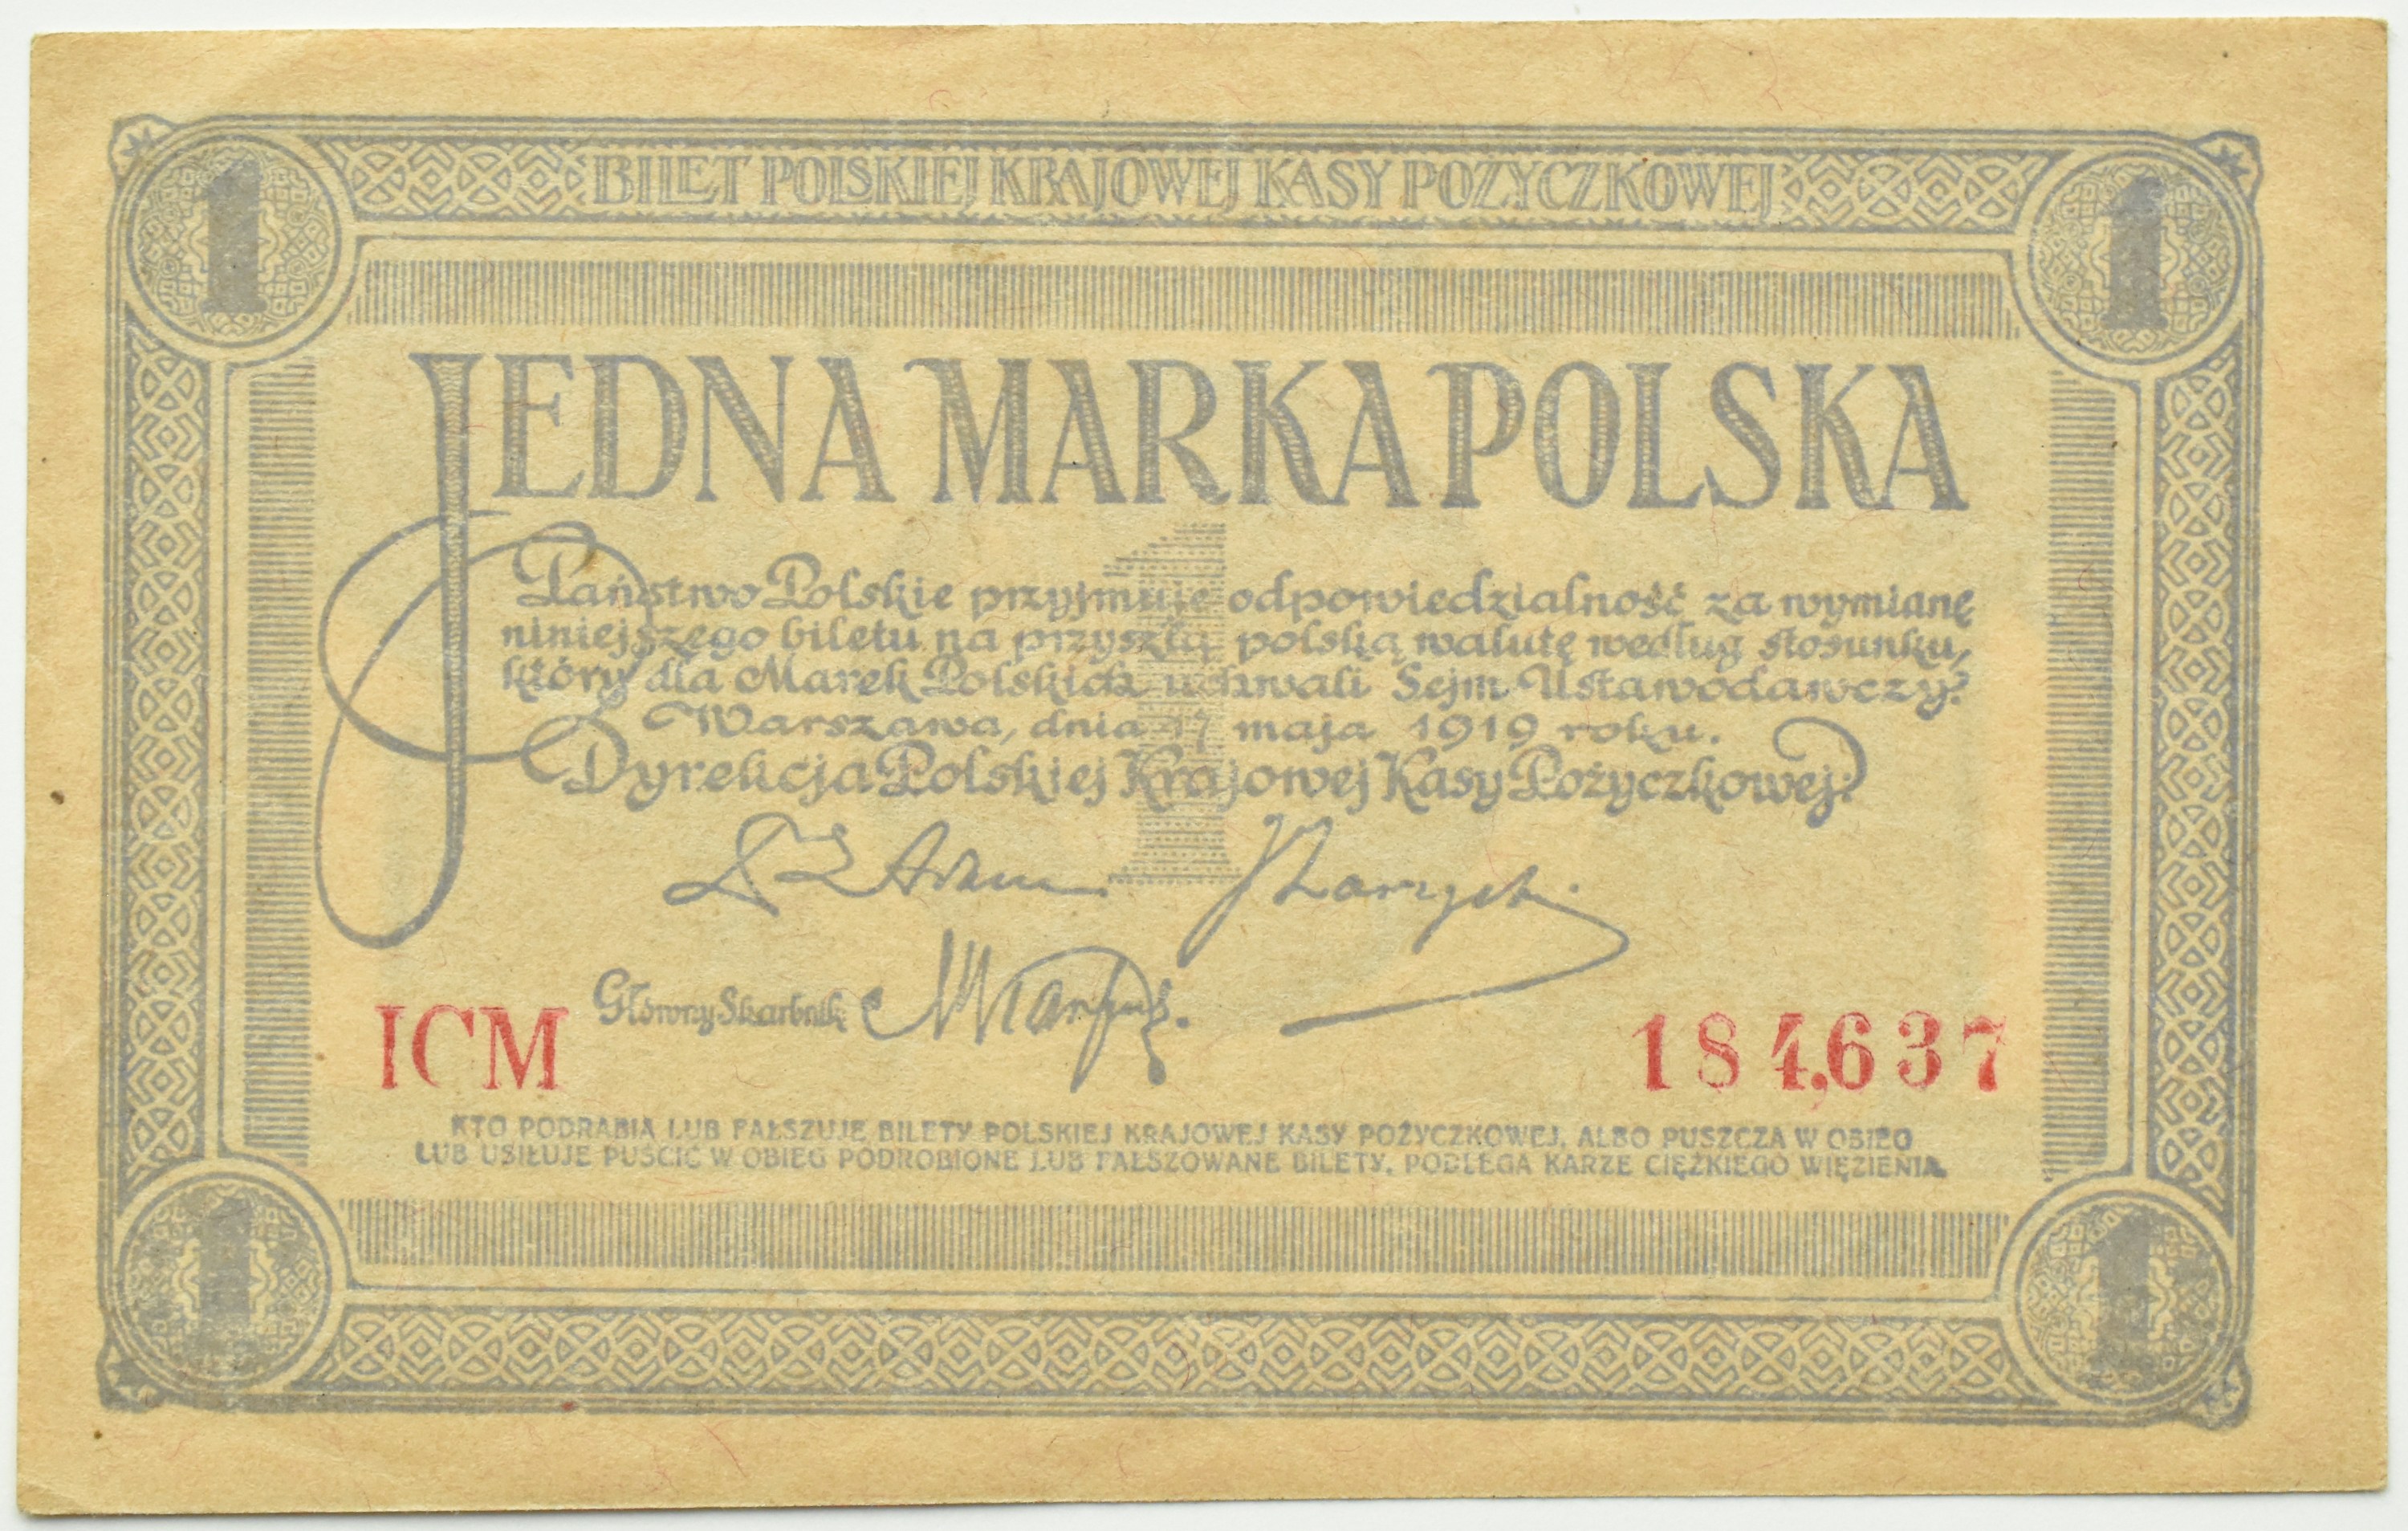 1 BILET POLSKIEJ KRAJOWEJ KASY POŻYCZKOWEJ 1
JEDNA MARKA POLSKA
1
Państwo Polskie przyjmuje odpowiedzialność za wymianę
niniejszego biletu na przyszłą polską walutę według stosunku,
który dla Marek Polskich uchwali Sejm Ustawodawczy.
Warszawa, dnia 17 maja 1919 roku.
Dyrekcja Polskiej Krajowej Kasy Pożyczkowej:
Główny Skarbnik
ICM 184,637
KTO PODRABIA LUB FAŁSZUJE BILETY POLSKIEJ KRAJOWEJ KASY POŻYCZKOWEJ, ALBO PUSZCZA W OBIEG
LUB USIŁUJE PUŚCIĆ W OBIEG PODROBIONE LUB FAŁSZOWANE BILETY, PODLEGA KARZE CIĘŻKIEGO WIĘZIENIA.
1 1